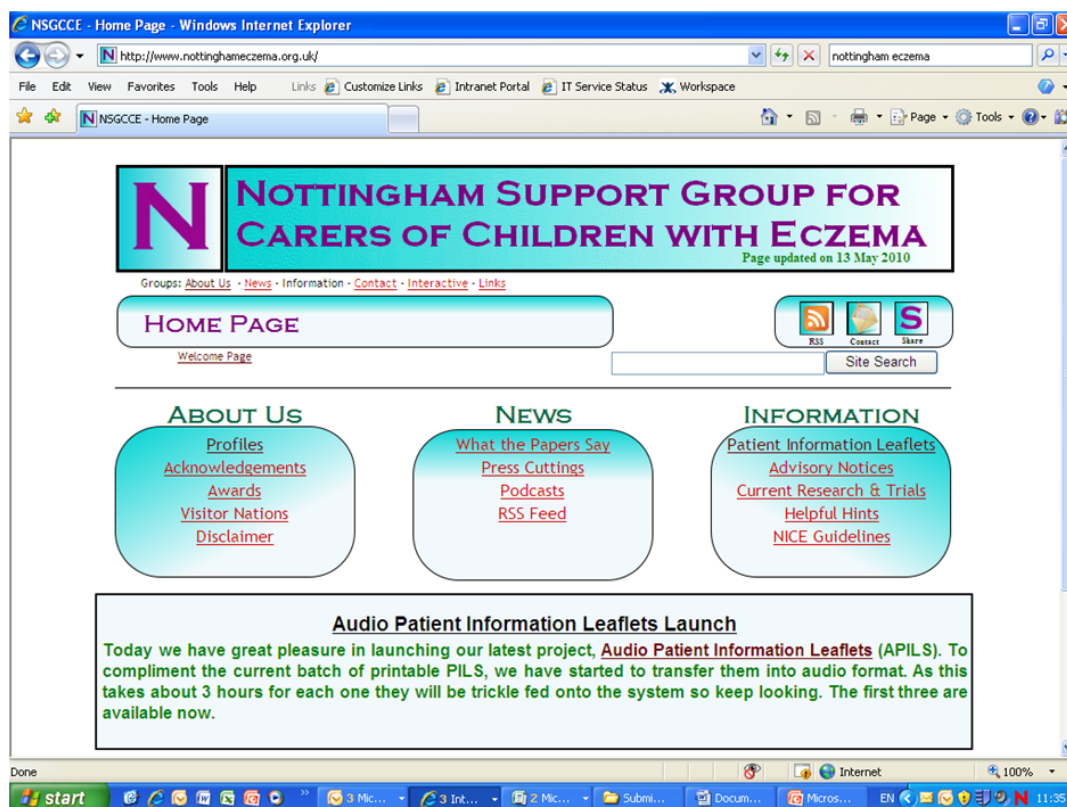 NSGCCE - Home Page - Windows Internet Explorer
http://www.nottinghameczema.org.uk/
nottingham eczema
File Edit View Favorites Tools Help Links Customize Links Intranet Portal IT Service Status Workspace
NSGCCE - Home Page
Page Tools
N
NOTTINGHAM SUPPORT GROUP FOR
CARERS OF CHILDREN WITH ECZEMA
Page updated on 13 May 2010
Groups: About Us - News - Information - Contact - Interactive - Links
HOME PAGE
RSS Contact Share
Welcome Page
Site Search
ABOUT US
Profiles
Acknowledgements
Awards
Visitor Nations
Disclaimer
NEWS
What the Papers Say
Press Cuttings
Podcasts
RSS Feed
INFORMATION
Patient Information Leaflets
Advisory Notices
Current Research & Trials
Helpful Hints
NICE Guidelines
Audio Patient Information Leaflets Launch
Today we have great pleasure in launching our latest project, Audio Patient Information Leaflets (APILS). To
compliment the current batch of printable PILS, we have started to transfer them into audio format. As this
takes about 3 hours for each one they will be trickle fed onto the system so keep looking. The first three are
available now.
Done
Internet
100%
start
3 Mic...
3 Int...
2 Mic...
Submi...
Docum...
Micros...
EN
11:35